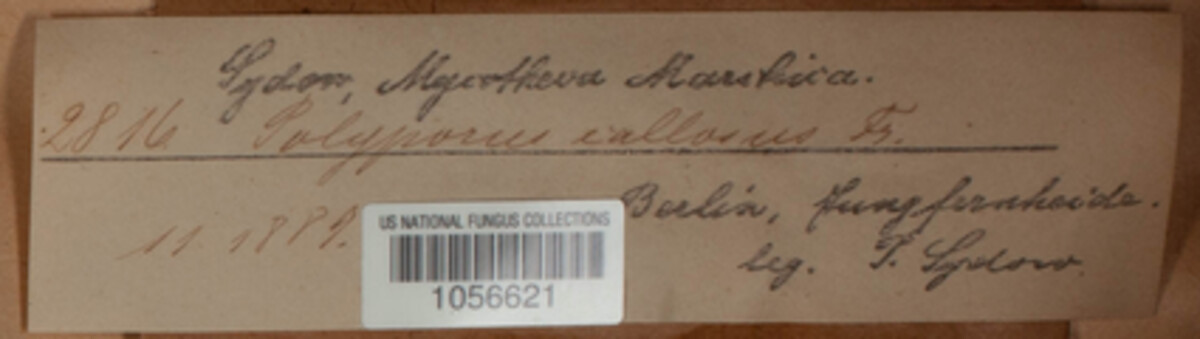 Sydow, Mycotheca Marchica.
2816 Polyporus callosus Fr.
11 1889.
Berlin, Jungfernheide.
leg. P. Sydow.
US NATIONAL FUNGUS COLLECTIONS
1056621